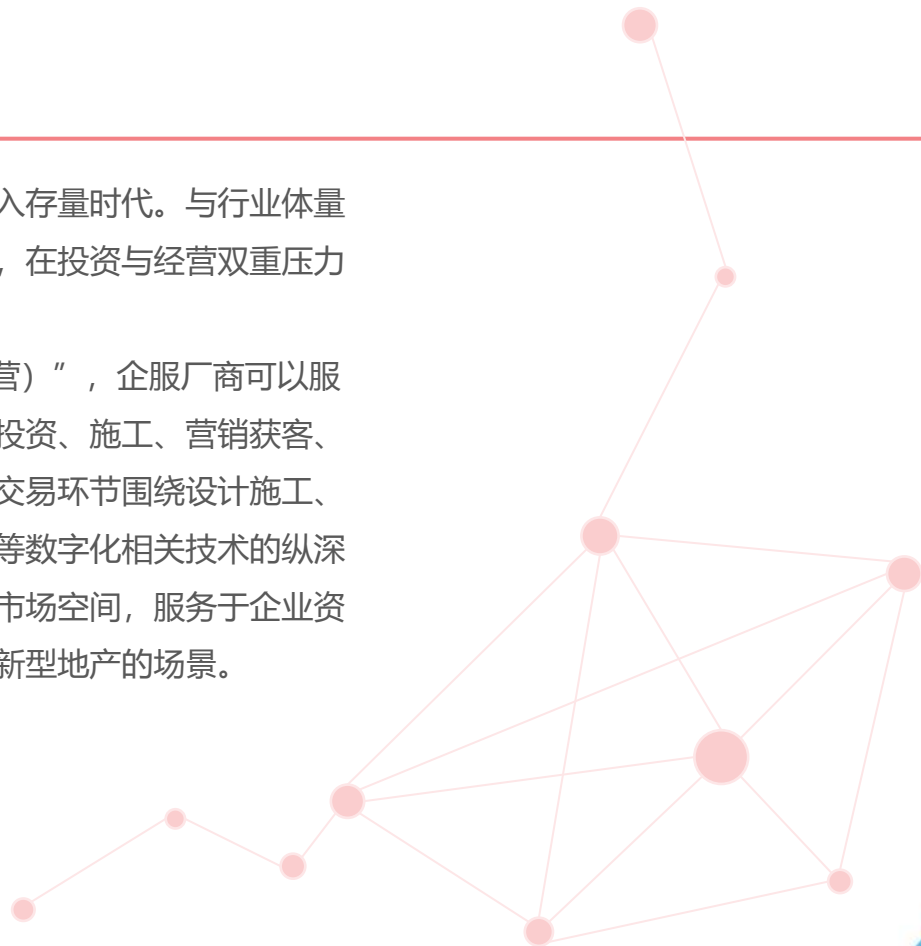 入存量时代。与行业体量
，在投资与经营双重压力
营）”，企服厂商可以服
投资、施工、营销获客、
交易环节围绕设计施工、
等数字化相关技术的纵深
市场空间，服务于企业资
新型地产的场景。